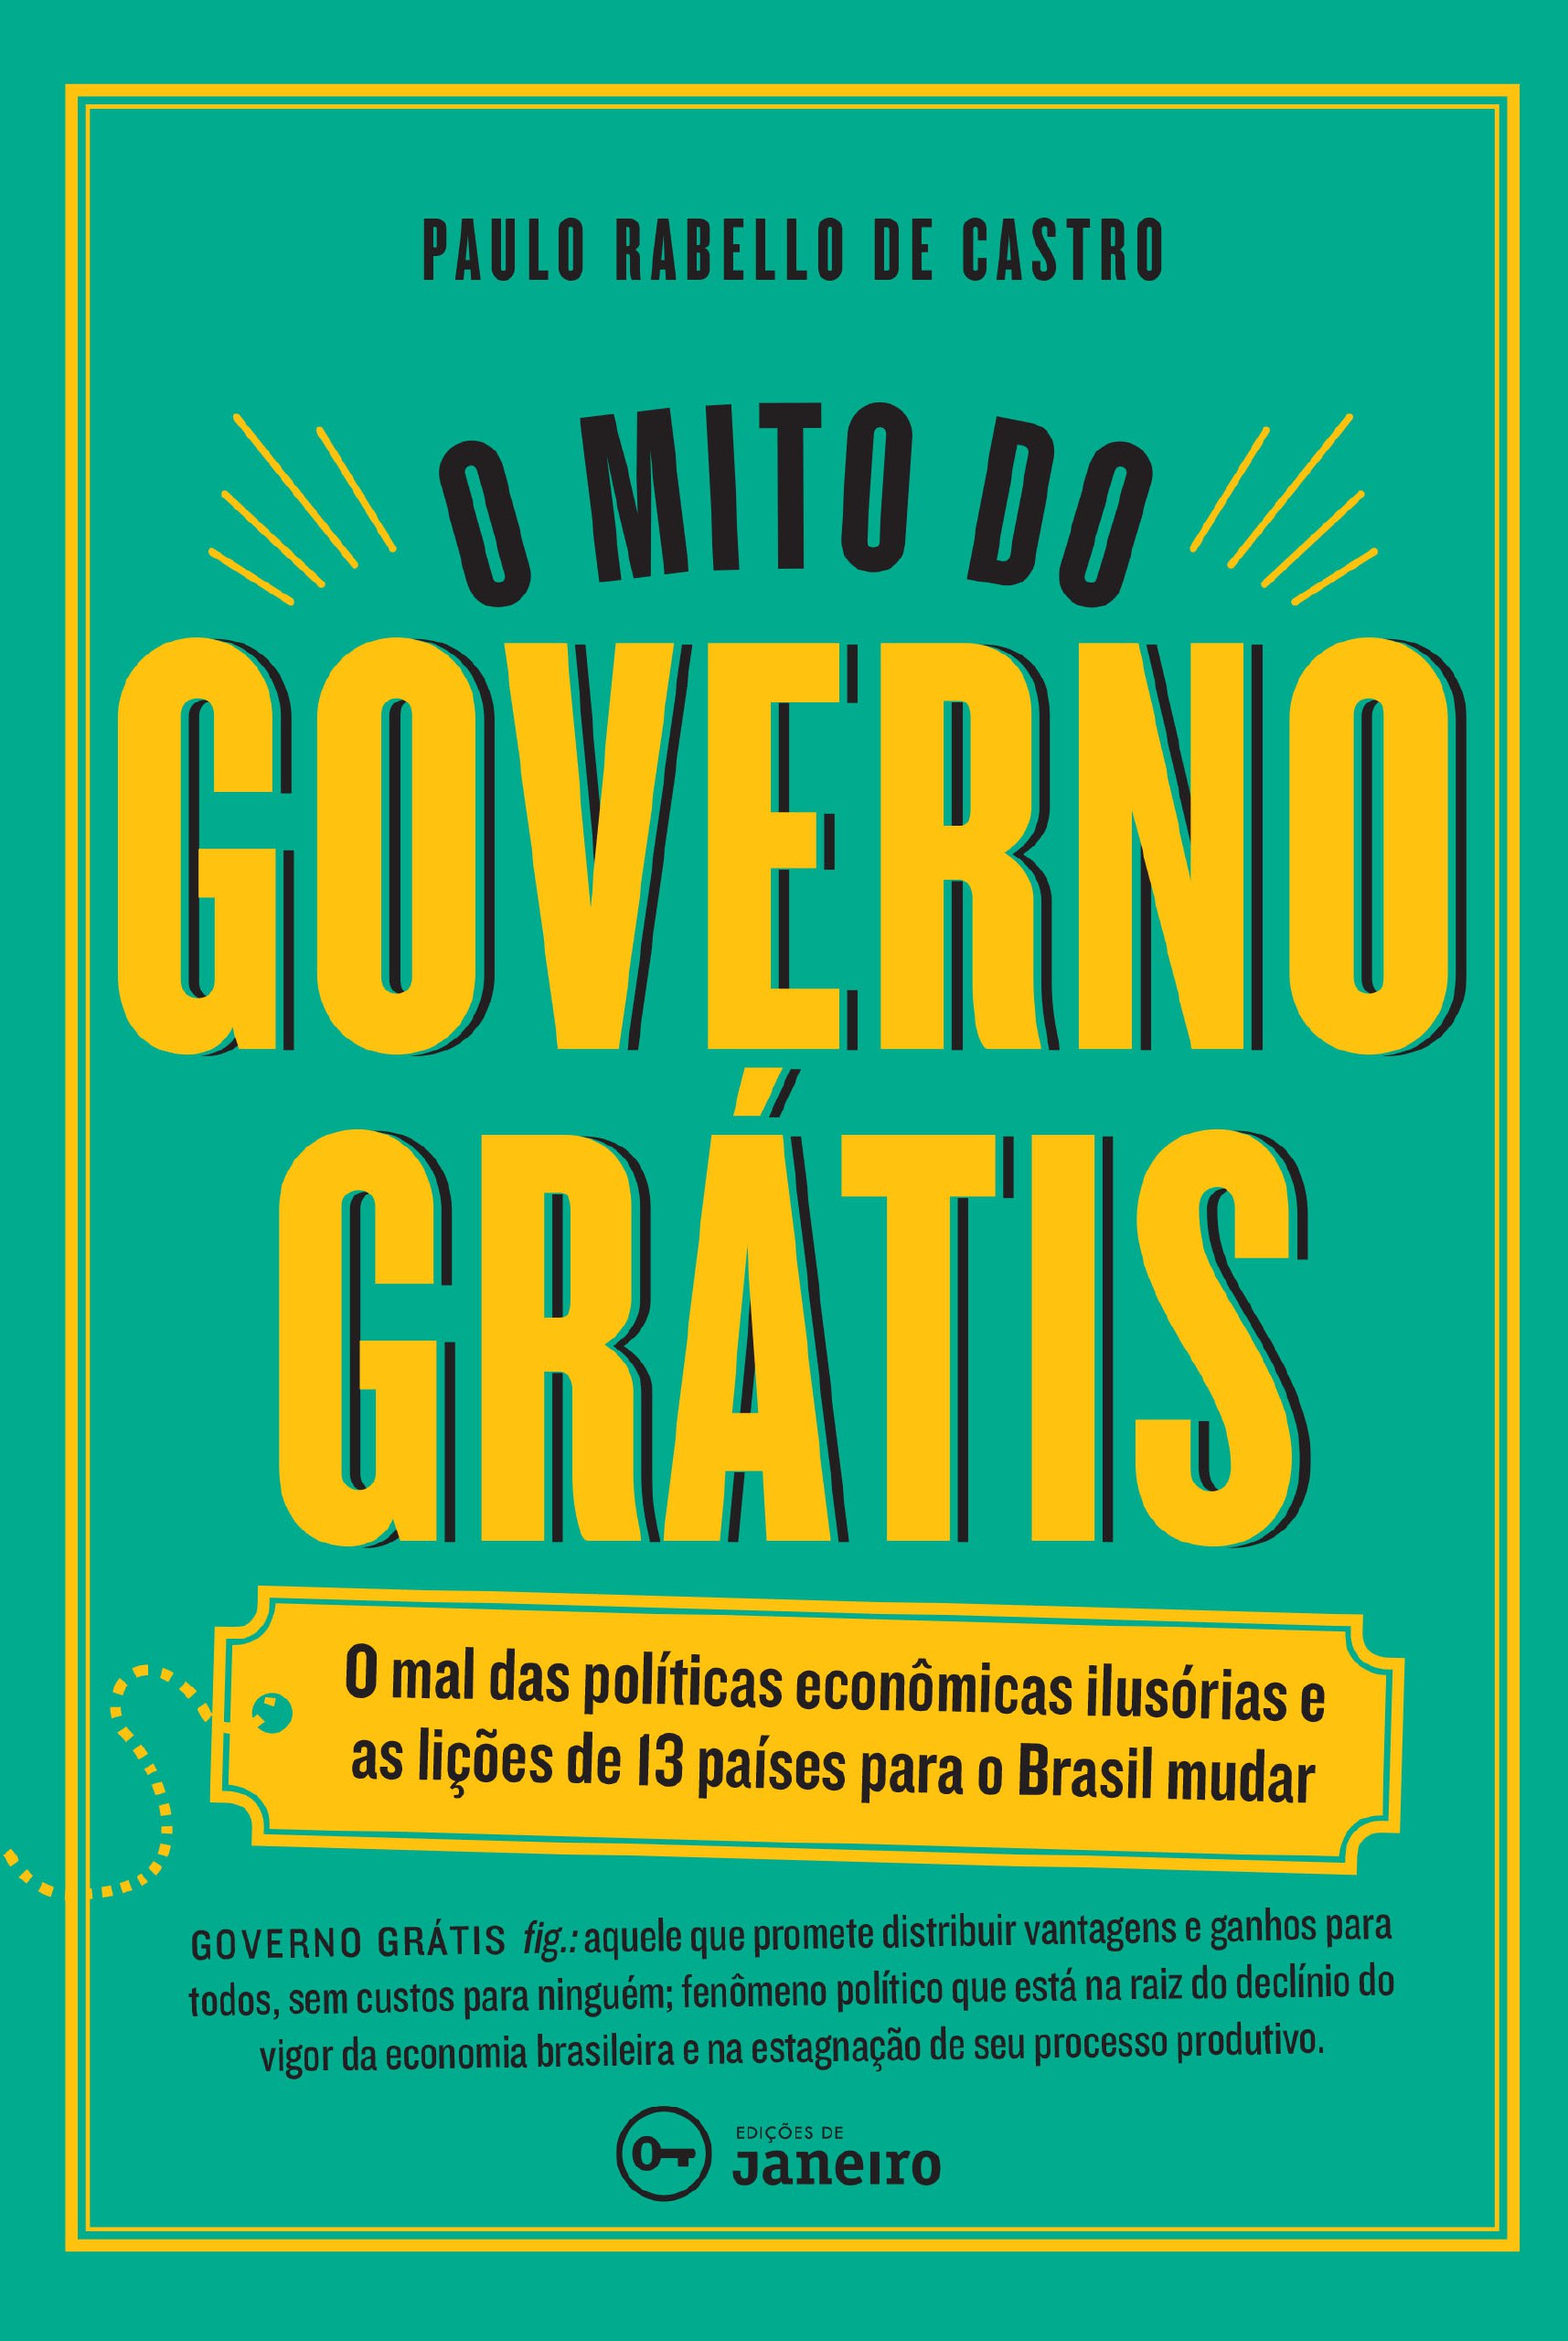 PAULO RABELLO DE CASTRO
O MITO DO
GOVERNO
GRÁTIS
O mal das políticas econômicas ilusórias e
as lições de 13 países para o Brasil mudar
GOVERNO GRÁTIS fig.: aquele que promete distribuir vantagens e ganhos para
todos, sem custos para ninguém; fenômeno político que está na raiz do declínio do
vigor da economia brasileira e na estagnação de seu processo produtivo.
EDIÇÕES DE
Janeiro